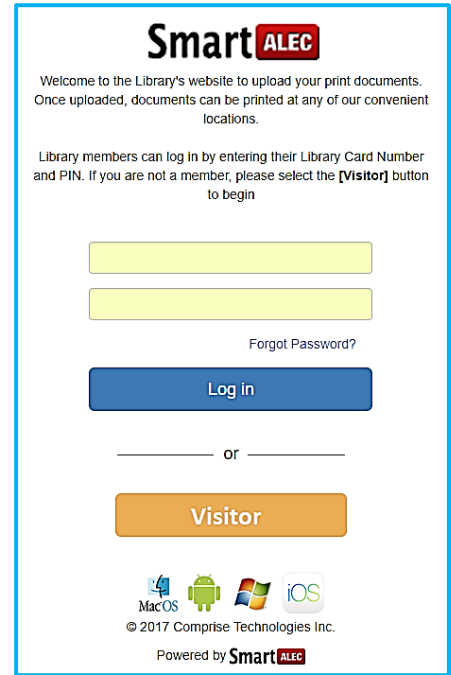 Smart ALEC
Welcome to the Library's website to upload your print documents.
Once uploaded, documents can be printed at any of our convenient
locations.
Library members can log in by entering their Library Card Number
and PIN. If you are not a member, please select the [Visitor] button
to begin
Forgot Password?
Log in
or
Visitor
MacOS
iOS
© 2017 Comprise Technologies Inc.
Powered by Smart ALEC